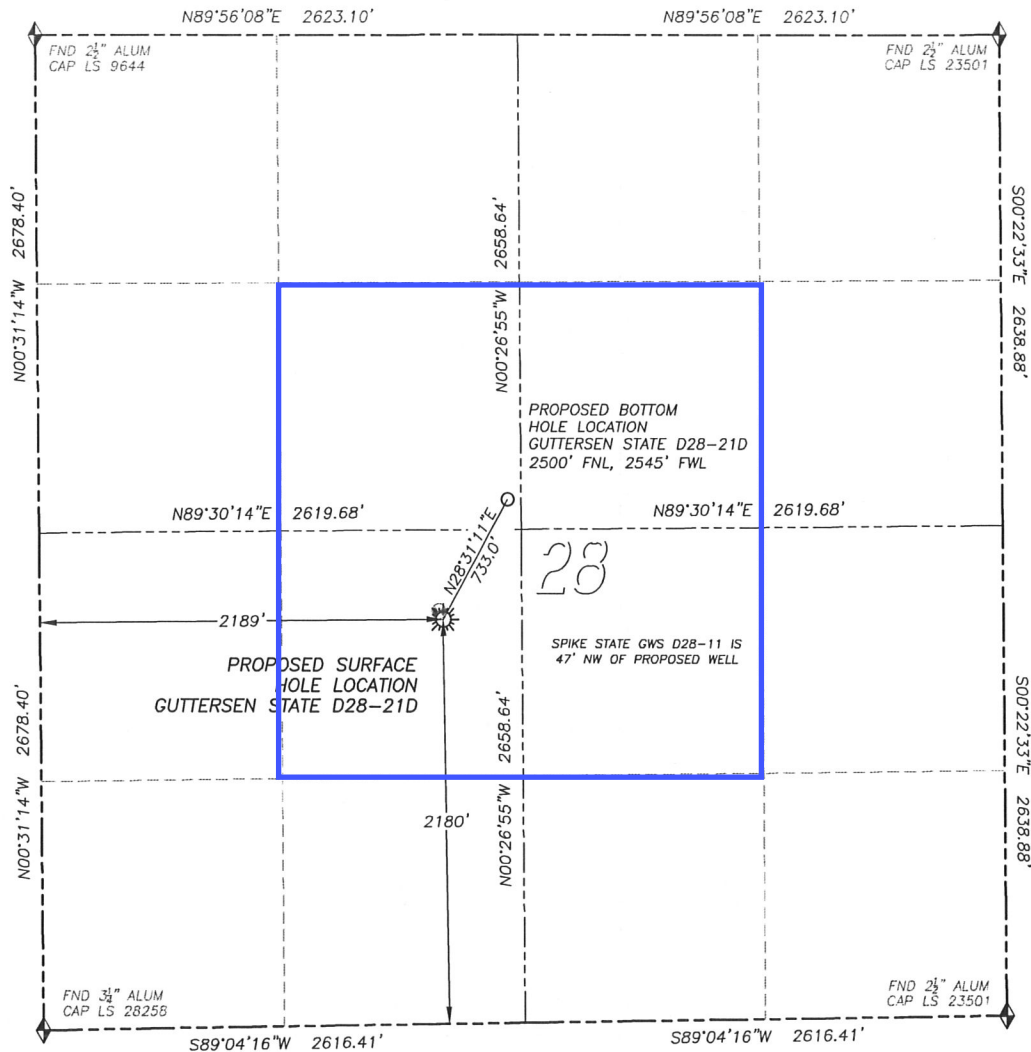 N89°56'08"E 2623.10'
N89°56'08"E 2623.10'
FND 2½" ALUM
CAP LS 9644
FND 2½" ALUM
CAP LS 23501
N00°31'14"W 2678.40'
N00°26'55"W 2658.64'
S00°22'33"E 2638.88'
PROPOSED BOTTOM
HOLE LOCATION
GUTTERSEN STATE D28-21D
2500' FNL, 2545' FWL
N89°30'14"E 2619.68'
N89°30'14"E 2619.68'
N28°31'11"E
733.0'
28
2189'
SPIKE STATE GWS D28-11 IS
47' NW OF PROPOSED WELL
PROPOSED SURFACE
HOLE LOCATION
GUTTERSEN STATE D28-21D
N00°31'14"W 2678.40'
N00°26'55"W 2658.64'
S00°22'33"E 2638.88'
2180'
FND 3¼" ALUM
CAP LS 28258
FND 2½" ALUM
CAP LS 23501
S89°04'16"W 2616.41'
S89°04'16"W 2616.41'